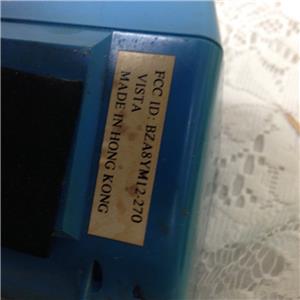 FCC ID: BZA8YM12-270
VISTA
MADE IN HONG KONG